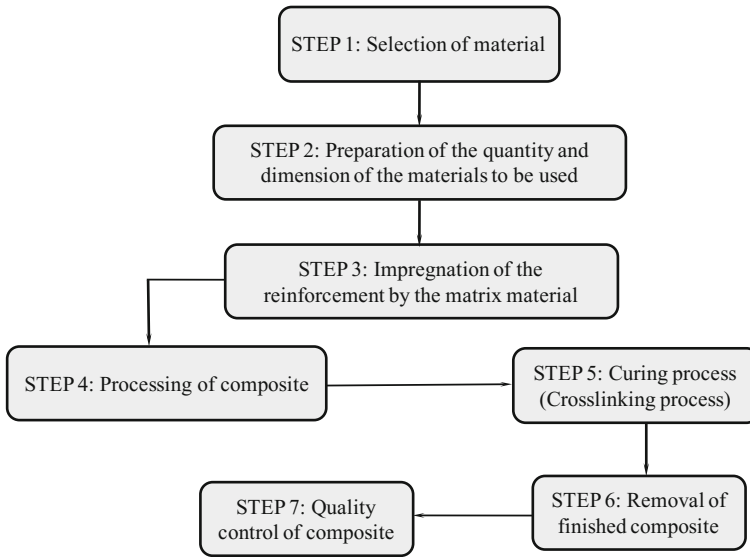 STEP 1: Selection of material
STEP 2: Preparation of the quantity and
dimension of the materials to be used
STEP 3: Impregnation of the
reinforcement by the matrix material
STEP 4: Processing of composite
STEP 5: Curing process
(Crosslinking process)
STEP 6: Removal of
finished composite
STEP 7: Quality
control of composite